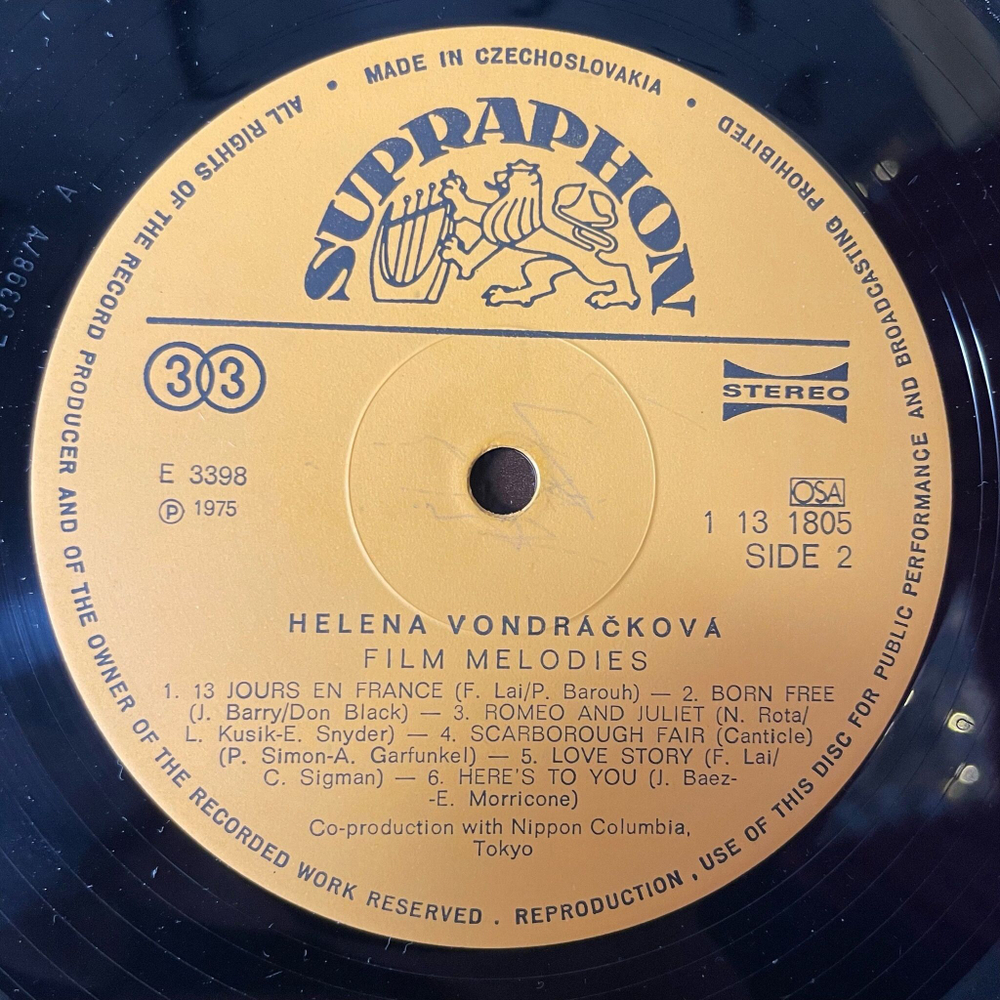 MADE IN CZECHOSLOVAKIA
ALL RIGHTS OF THE RECORD PRODUCER AND OF THE OWNER OF THE RECORDED WORK RESERVED . REPRODUCTION , USE OF THIS DISC FOR PUBLIC PERFORMANCE AND BROADCASTING PROHIBITED
SUPRAPHON
33
STEREO
E 3398
Ⓟ 1975
OSA
1 13 1805
SIDE 2
HELENA VONDRÁČKOVÁ
FILM MELODIES
1. 13 JOURS EN FRANCE (F. Lai/P. Barouh) — 2. BORN FREE
(J. Barry/Don Black) — 3. ROMEO AND JULIET (N. Rota/
L. Kusik-E. Snyder) — 4. SCARBOROUGH FAIR (Canticle)
(P. Simon-A. Garfunkel) — 5. LOVE STORY (F. Lai/
C. Sigman) — 6. HERE'S TO YOU (J. Baez-
-E. Morricone)
Co-production with Nippon Columbia,
Tokyo
E 3398/A A